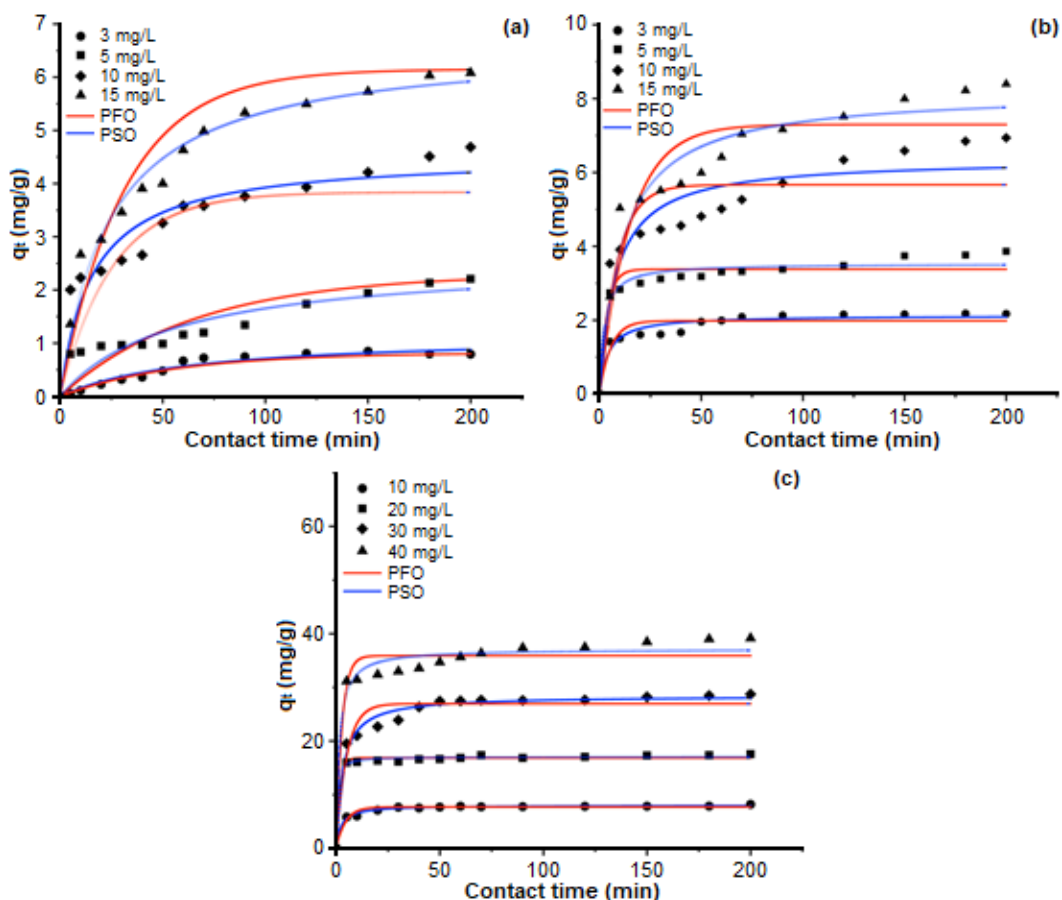 (a)
3 mg/L
5 mg/L
10 mg/L
15 mg/L
PFO
PSO
7
6
5
4
3
2
1
0
qt (mg/g)
0 50 100 150 200
Contact time (min)
(b)
3 mg/L
5 mg/L
10 mg/L
15 mg/L
PFO
PSO
10
8
6
4
2
0
qt (mg/g)
0 50 100 150 200
Contact time (min)
(c)
10 mg/L
20 mg/L
30 mg/L
40 mg/L
PFO
PSO
60
40
20
0
qt (mg/g)
0 50 100 150 200
Contact time (min)